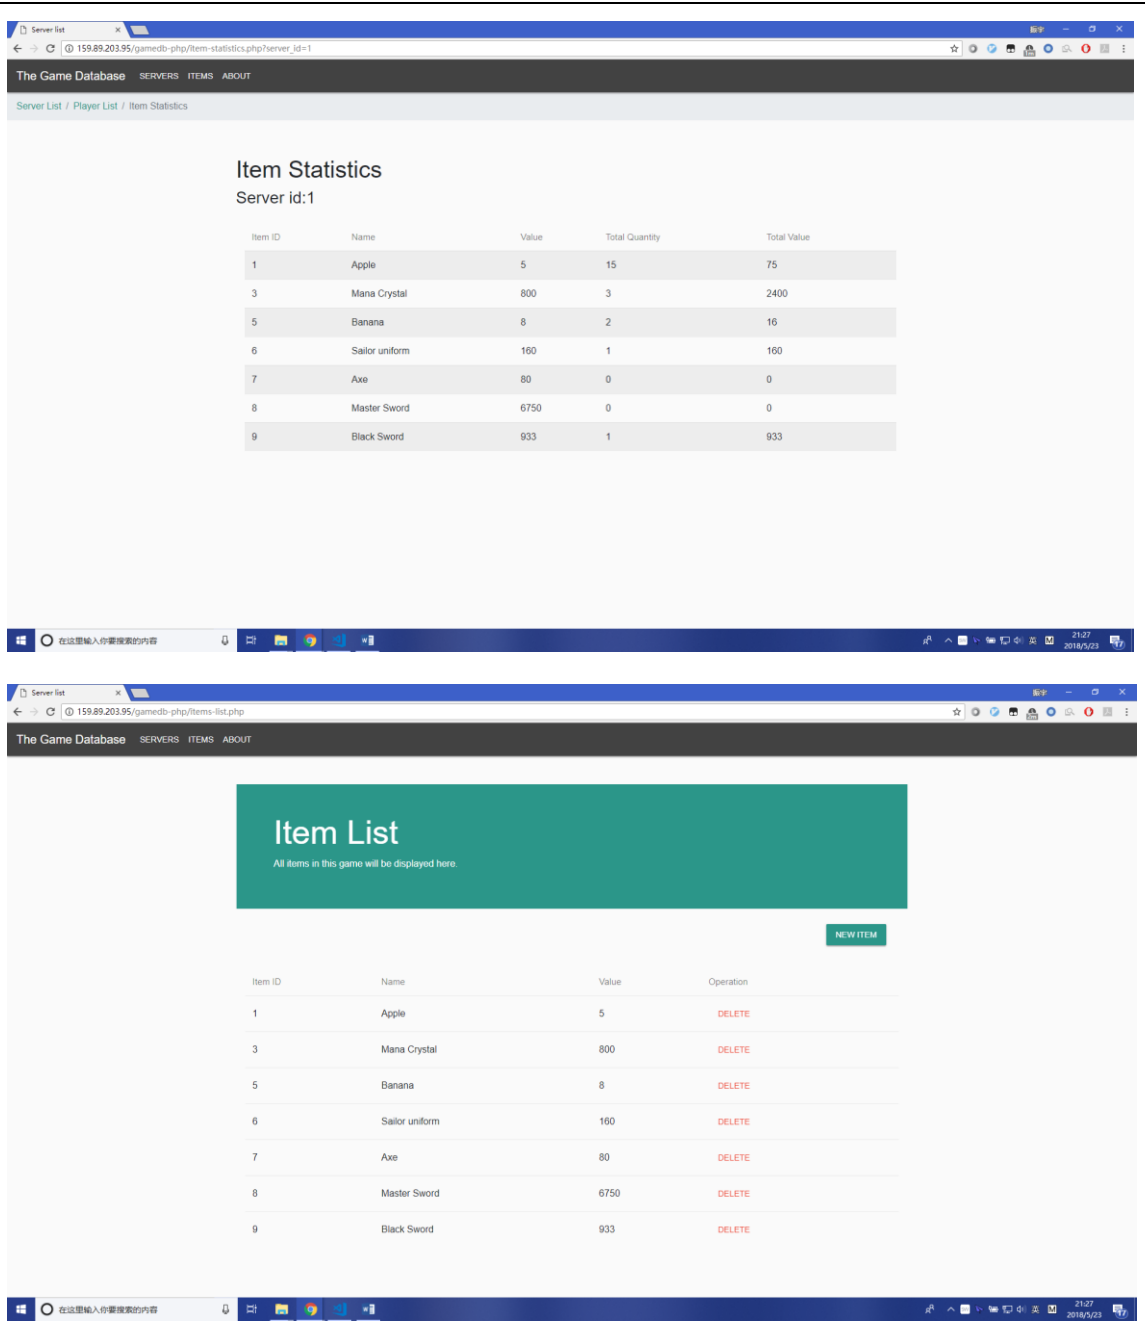 Server list
振宇
159.89.203.95/gamedb-php/item-statistics.php?server_id=1
The Game Database SERVERS ITEMS ABOUT
Server List / Player List / Item Statistics
Item Statistics
Server id:1
Item ID Name Value Total Quantity Total Value
1 Apple 5 15 75
3 Mana Crystal 800 3 2400
5 Banana 8 2 16
6 Sailor uniform 160 1 160
7 Axe 80 0 0
8 Master Sword 6750 0 0
9 Black Sword 933 1 933
在这里输入你要搜索的内容
英 M 21:27
2018/5/23
17
Server list
振宇
159.89.203.95/gamedb-php/items-list.php
The Game Database SERVERS ITEMS ABOUT
Item List
All items in this game will be displayed here.
NEW ITEM
Item ID Name Value Operation
1 Apple 5 DELETE
3 Mana Crystal 800 DELETE
5 Banana 8 DELETE
6 Sailor uniform 160 DELETE
7 Axe 80 DELETE
8 Master Sword 6750 DELETE
9 Black Sword 933 DELETE
在这里输入你要搜索的内容
英 M 21:27
2018/5/23
17